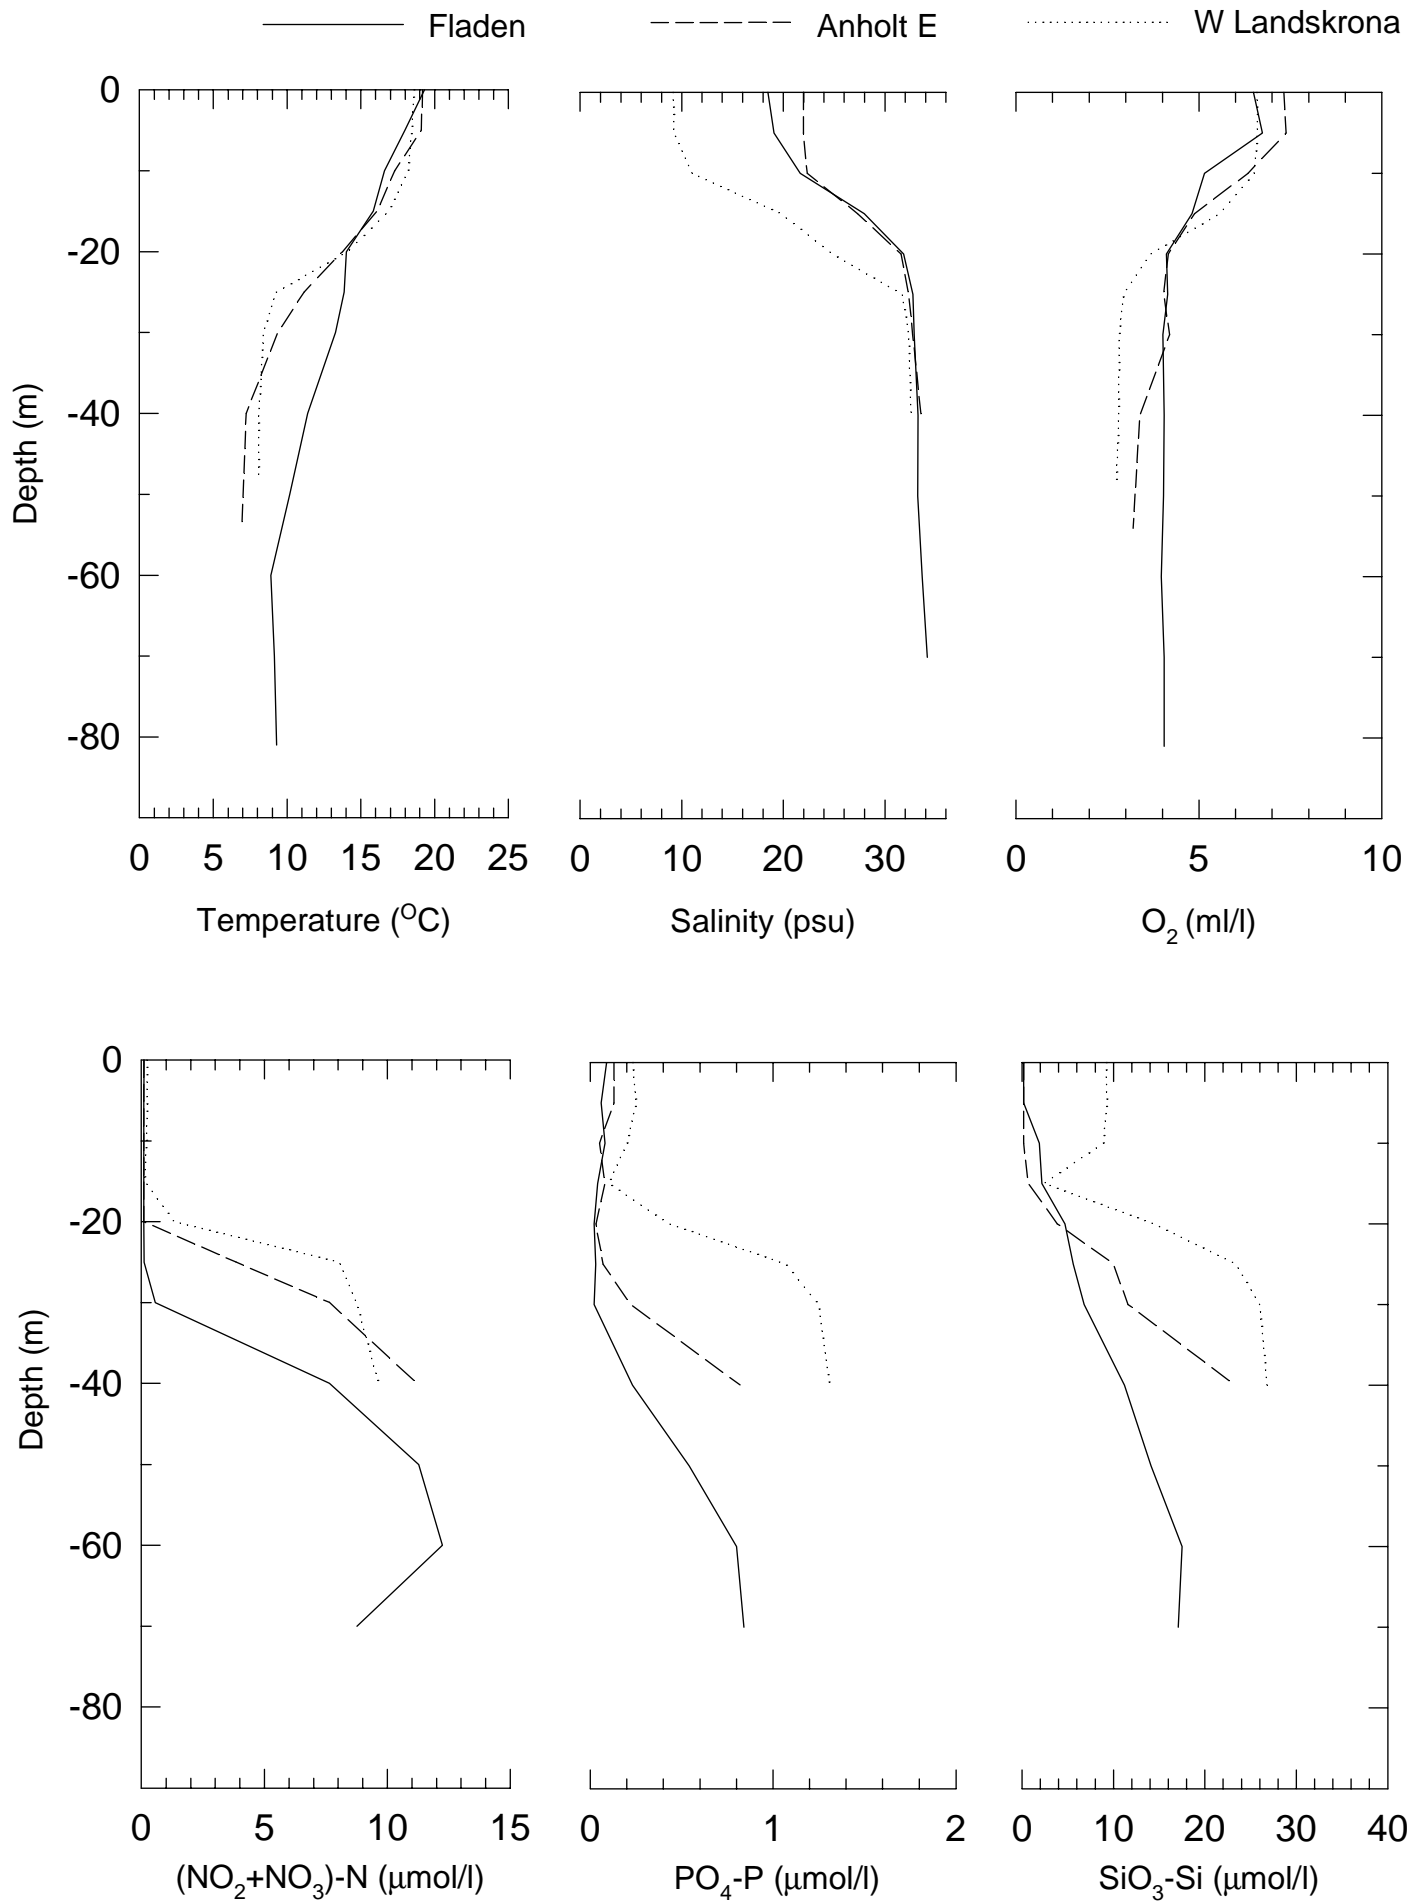 Fladen Anholt E W Landskrona
0
-20
-40
-60
-80
Depth (m)
0 5 10 15 20 25
0 10 20 30
0 5 10
Temperature (°C)
Salinity (psu)
O₂ (ml/l)
0
-20
-40
-60
-80
Depth (m)
0 5 10 15
0 1 2
0 10 20 30 40
(NO₂+NO₃)-N (μmol/l)
PO₄-P (μmol/l)
SiO₃-Si (μmol/l)